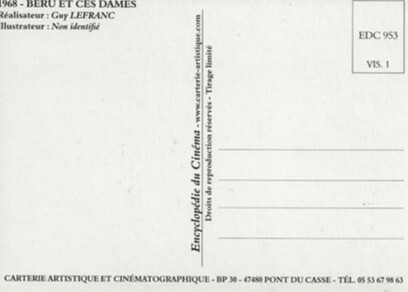 1968 - BERU ET CES DAMES
Réalisateur : Guy LEFRANC
Illustrateur : Non identifié
EDC 953
VIS. 1
Encyclopédie du Cinéma - www.carterie-artistique.com
Droits de reproduction réservés - Tirage limité
CARTERIE ARTISTIQUE ET CINÉMATOGRAPHIQUE - BP 30 - 47480 PONT DU CASSE - TÉL. 05 53 67 98 63